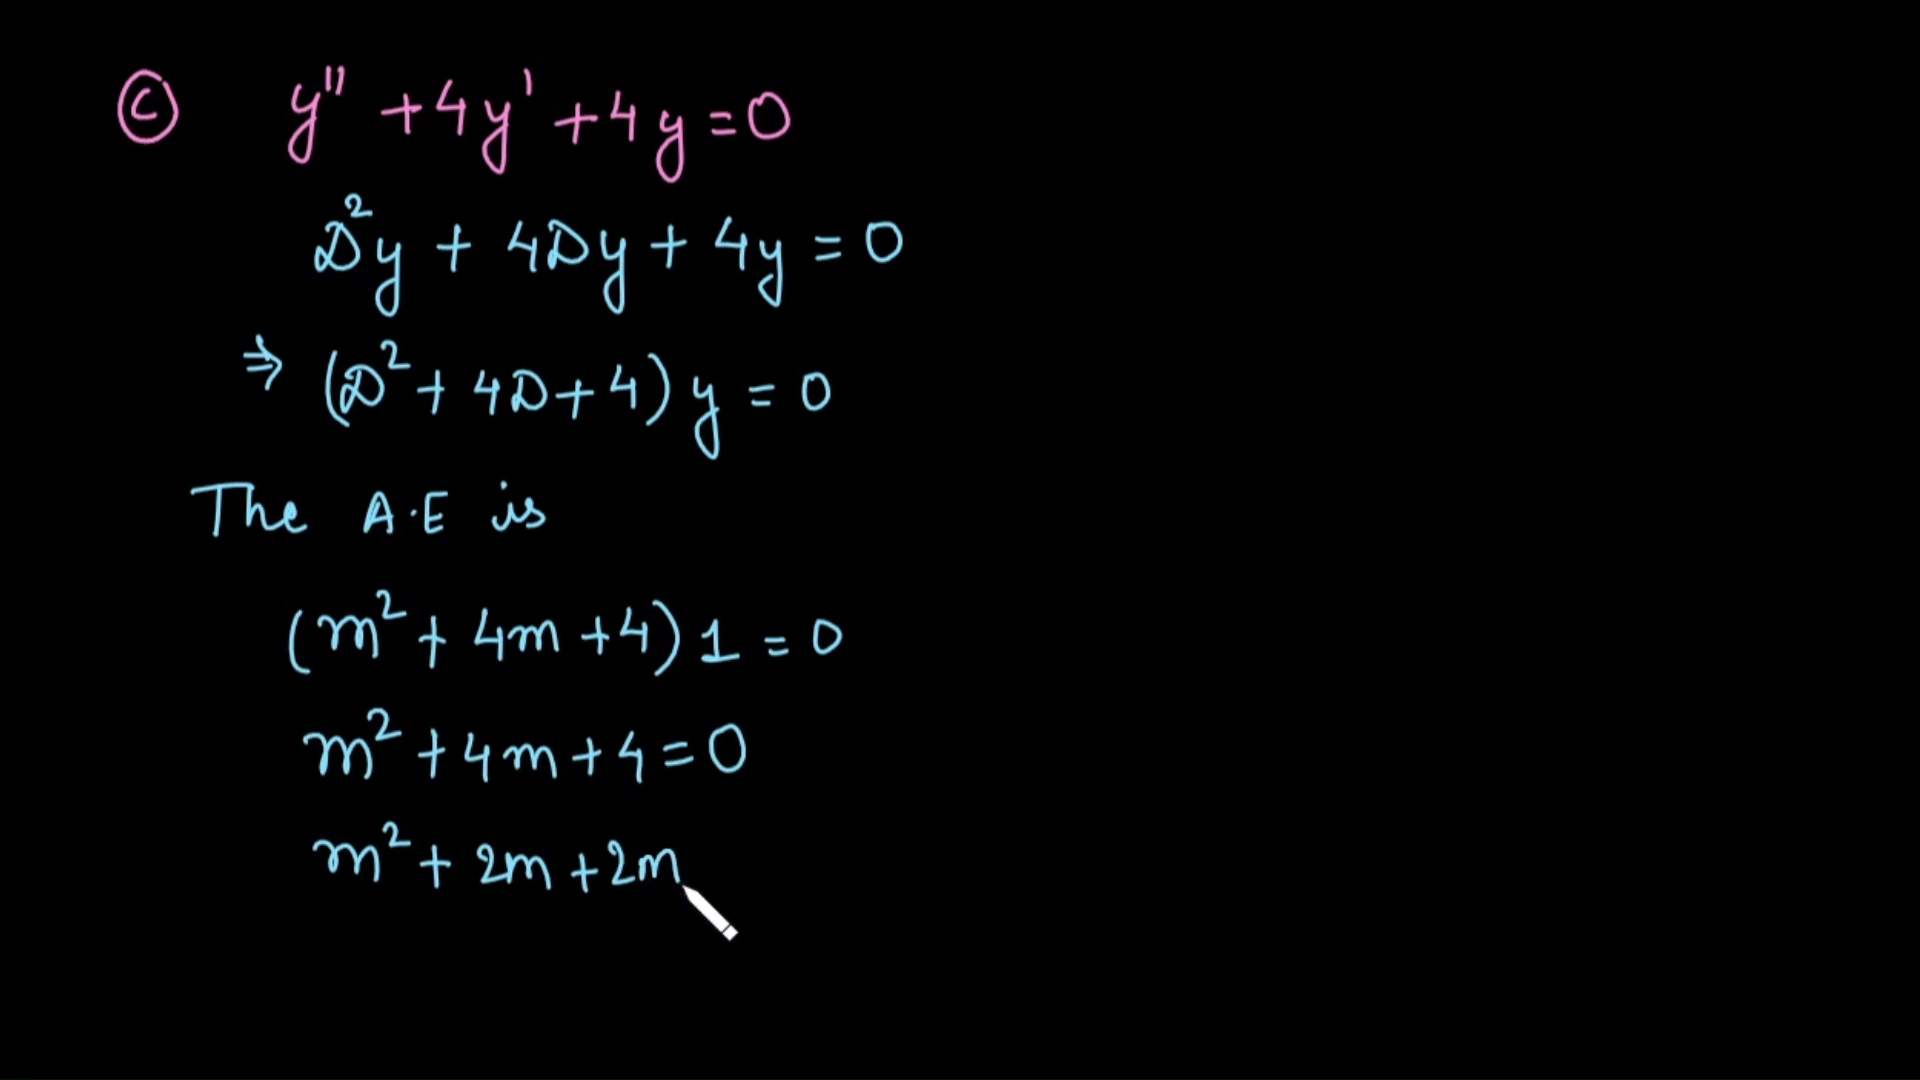 ⓒ y'' + 4y' + 4y = 0
D²y + 4Dy + 4y = 0
⇒ (D² + 4D + 4) y = 0
The A.E is
(m² + 4m + 4) 1 = 0
m² + 4m + 4 = 0
m² + 2m + 2m